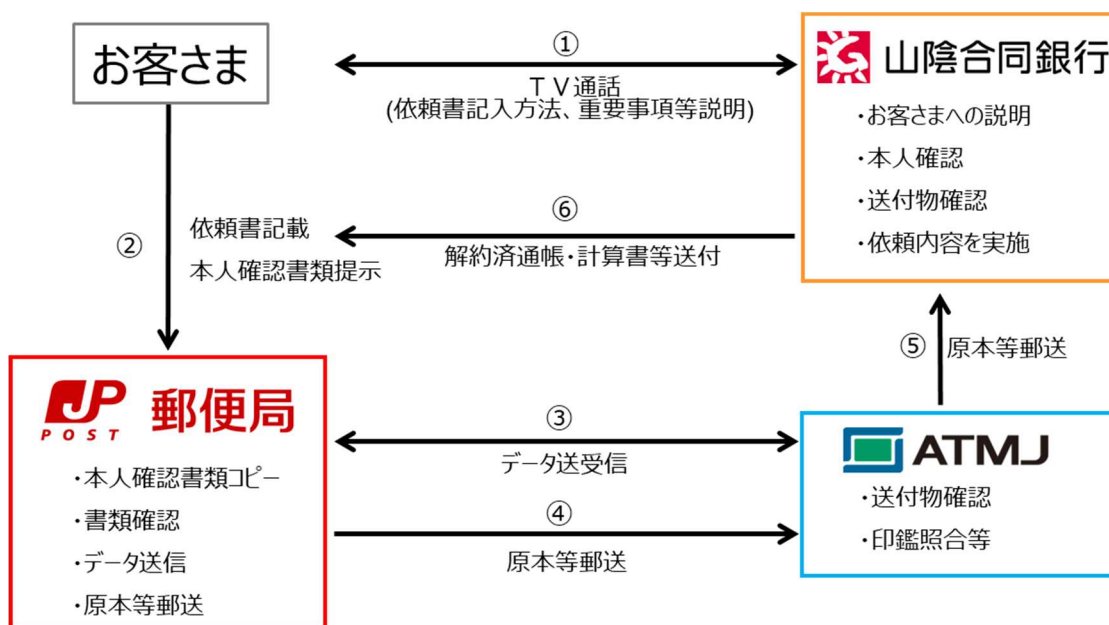 お客さま
①
TV通話
(依頼書記入方法、重要事項等説明)
山陰合同銀行
・お客さまへの説明
・本人確認
・送付物確認
・依頼内容を実施
②
依頼書記載
本人確認書類提示
⑥
解約済通帳・計算書等送付
⑤
原本等郵送
JP
POST
郵便局
・本人確認書類コピー
・書類確認
・データ送信
・原本等郵送
③
データ送受信
④
原本等郵送
ATMJ
・送付物確認
・印鑑照合等